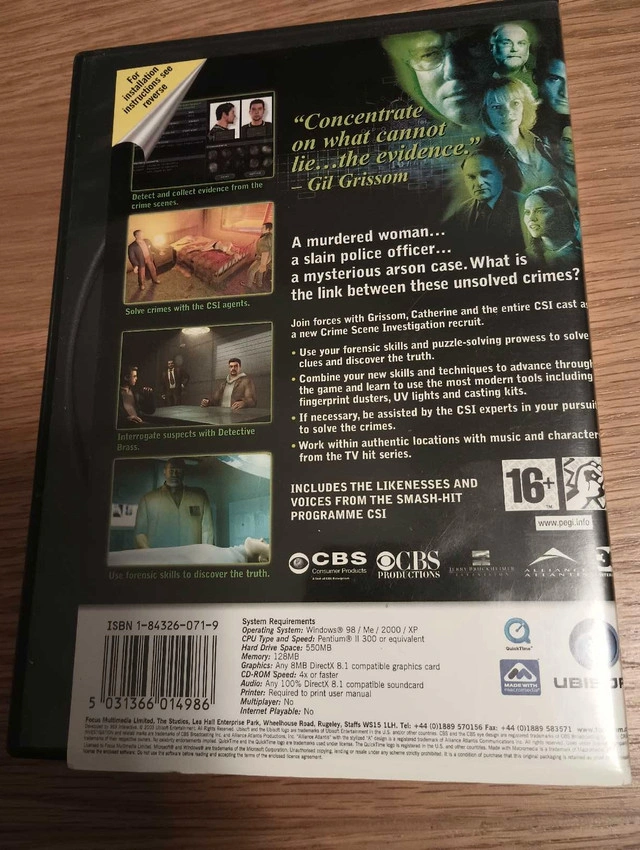 For
installation
instructions see
reverse
Detect and collect evidence from the
crime scenes.
Solve crimes with the CSI agents.
Interrogate suspects with Detective
Brass.
Use forensic skills to discover the truth.
“Concentrate
on what cannot
lie...the evidence.”
– Gil Grissom
A murdered woman...
a slain police officer...
a mysterious arson case. What is
the link between these unsolved crimes?
Join forces with Grissom, Catherine and the entire CSI cast as
a new Crime Scene Investigation recruit.
• Use your forensic skills and puzzle-solving prowess to solve
clues and discover the truth.
• Combine your new skills and techniques to advance through
the game and learn to use the most modern tools including
fingerprint dusters, UV lights and casting kits.
• If necessary, be assisted by the CSI experts in your pursuit
to solve the crimes.
• Work within authentic locations with music and character
from the TV hit series.
INCLUDES THE LIKENESSES AND
VOICES FROM THE SMASH-HIT
PROGRAMME CSI
16+
www.pegi.info
CBS
Consumer Products
CBS
PRODUCTIONS
JERRY BRUCKHEIMER
TELEVISION
ALLIANCE
ATLANTIS
ISBN 1-84326-071-9
5 031366 014986
System Requirements
Operating System: Windows® 98 / Me / 2000 / XP
CPU Type and Speed: Pentium® II 300 or equivalent
Hard Drive Space: 550MB
Memory: 128MB
Graphics: Any 8MB DirectX 8.1 compatible graphics card
CD-ROM Speed: 4x or faster
Audio: Any 100% DirectX 8.1 compatible soundcard
Printer: Required to print user manual
Multiplayer: No
Internet Playable: No
QuickTime™
MADE WITH
macromedia
UBISOF
Focus Multimedia Limited, The Studios, Lea Hall Enterprise Park, Wheelhouse Road, Rugeley, Staffs WS15 1LH. Tel: +44 (0)1889 570156 Fax: +44 (0)1889 583571 www